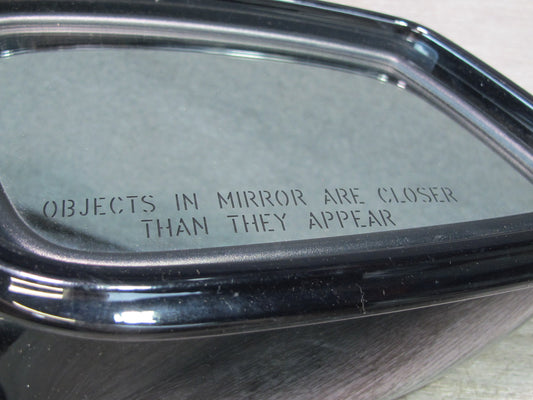 OBJECTS IN MIRROR ARE CLOSER
THAN THEY APPEAR